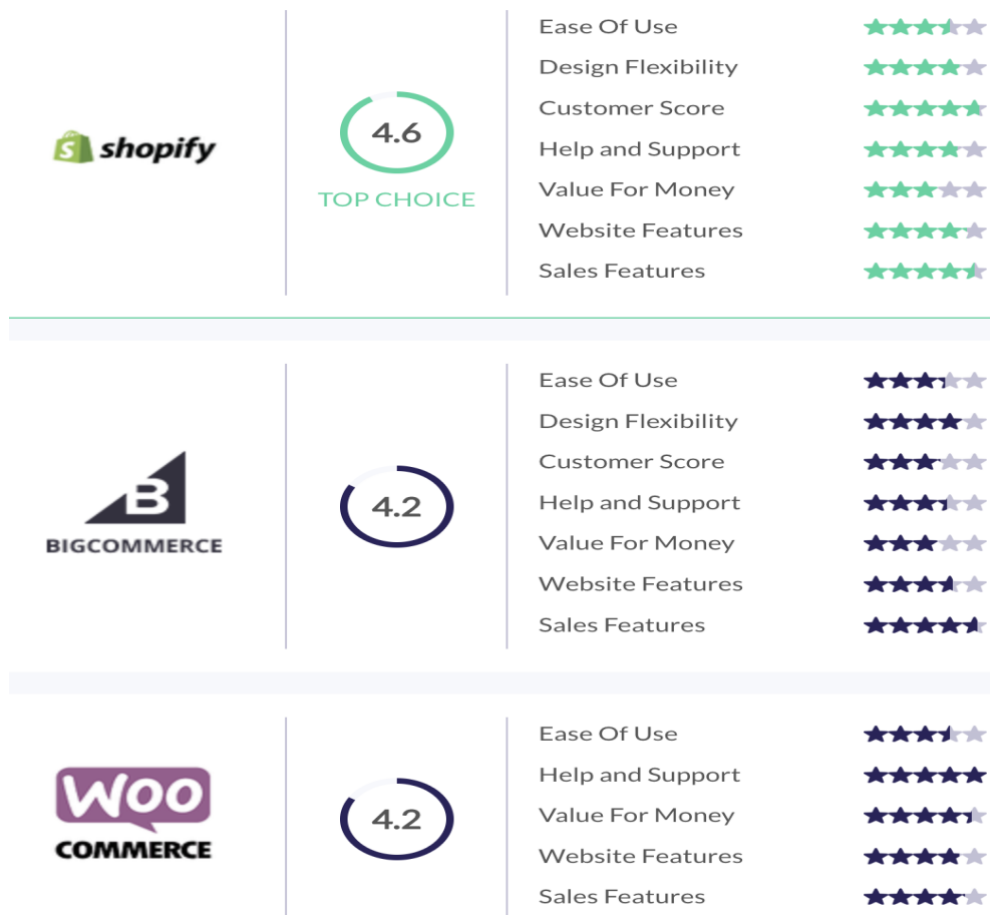 shopify
4.6
TOP CHOICE
Ease Of Use
Design Flexibility
Customer Score
Help and Support
Value For Money
Website Features
Sales Features
B
BIGCOMMERCE
4.2
Ease Of Use
Design Flexibility
Customer Score
Help and Support
Value For Money
Website Features
Sales Features
WOO
COMMERCE
4.2
Ease Of Use
Help and Support
Value For Money
Website Features
Sales Features